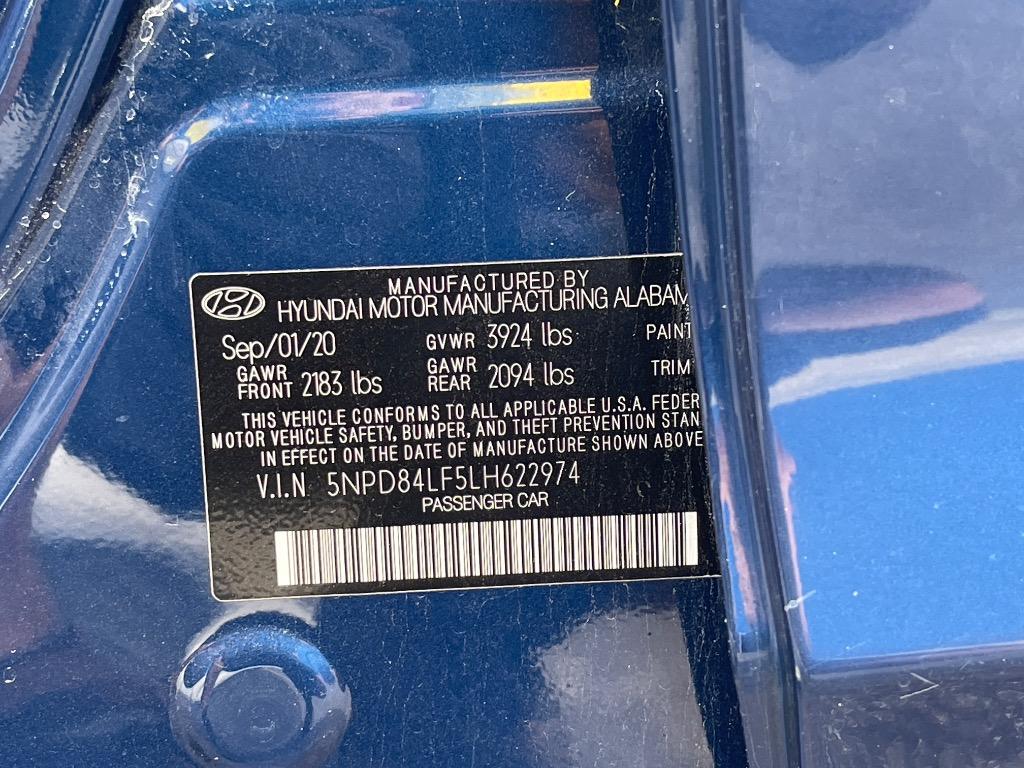 MANUFACTURED BY
HYUNDAI MOTOR MANUFACTURING ALABAM
Sep/01/20 GVWR 3924 lbs PAINT
GAWR FRONT 2183 lbs GAWR REAR 2094 lbs TRIM
THIS VEHICLE CONFORMS TO ALL APPLICABLE U.S.A. FEDER
MOTOR VEHICLE SAFETY, BUMPER, AND THEFT PREVENTION STAN
IN EFFECT ON THE DATE OF MANUFACTURE SHOWN ABOVE
V.I.N 5NPD84LF5LH622974
PASSENGER CAR